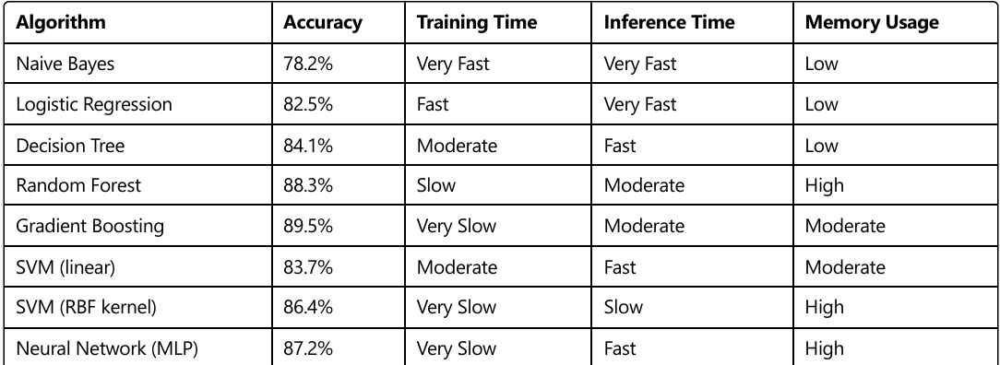 Algorithm Accuracy Training Time Inference Time Memory Usage
Naive Bayes 78.2% Very Fast Very Fast Low
Logistic Regression 82.5% Fast Very Fast Low
Decision Tree 84.1% Moderate Fast Low
Random Forest 88.3% Slow Moderate High
Gradient Boosting 89.5% Very Slow Moderate Moderate
SVM (linear) 83.7% Moderate Fast Moderate
SVM (RBF kernel) 86.4% Very Slow Slow High
Neural Network (MLP) 87.2% Very Slow Fast High